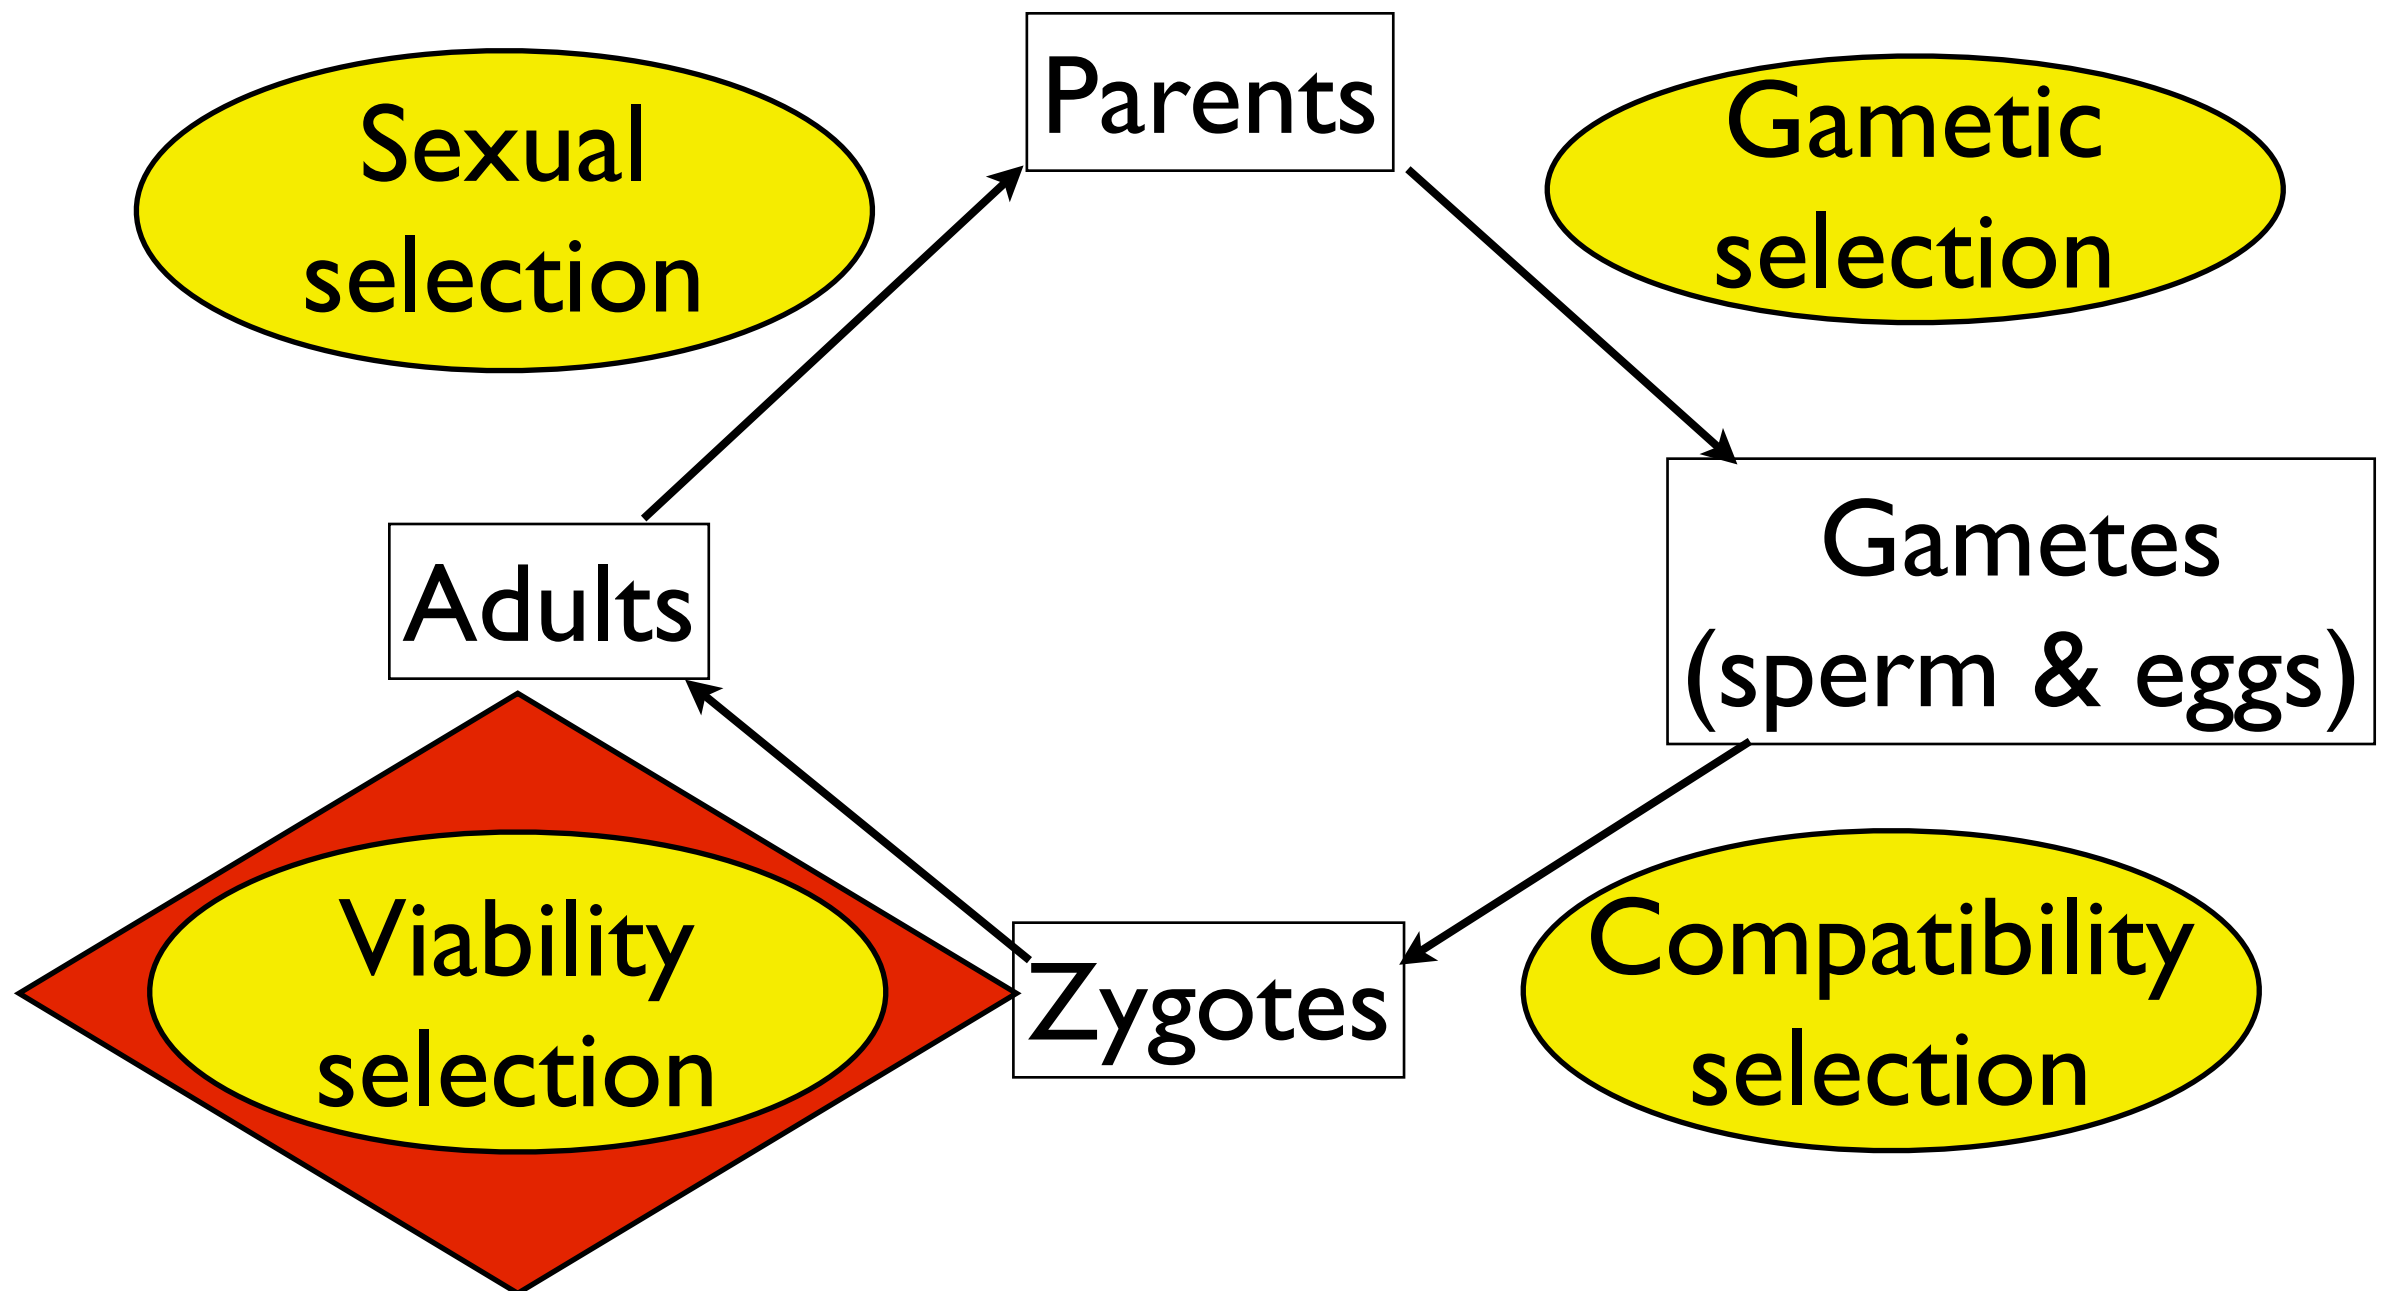 Parents
Sexual
selection
Gametic
selection
Adults
Gametes
(sperm & eggs)
Viability
selection
Zygotes
Compatibility
selection